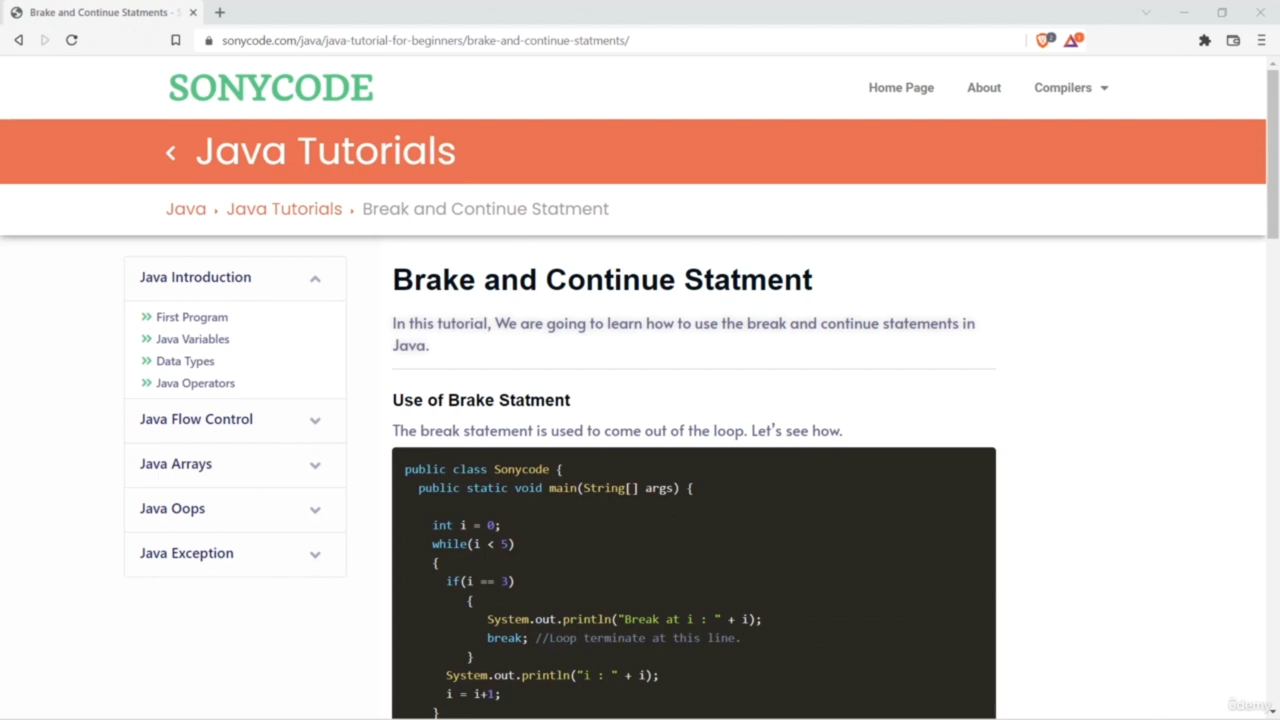 Brake and Continue Statments - S
sonycode.com/java/java-tutorial-for-beginners/brake-and-continue-statments/
SONYCODE
Home Page
About
Compilers
Java Tutorials
Java
Java Tutorials
Break and Continue Statment
Java Introduction
First Program
Java Variables
Data Types
Java Operators
Java Flow Control
Java Arrays
Java Oops
Java Exception
Brake and Continue Statment
In this tutorial, We are going to learn how to use the break and continue statements in
Java.
Use of Brake Statment
The break statement is used to come out of the loop. Let's see how.
public class Sonycode {
public static void main(String[] args) {
int i = 0;
while(i < 5)
{
if(i == 3)
{
System.out.println("Break at i : " + i);
break; //Loop terminate at this line.
}
System.out.println("i : " + i);
i = i+1;
}
ûdemy